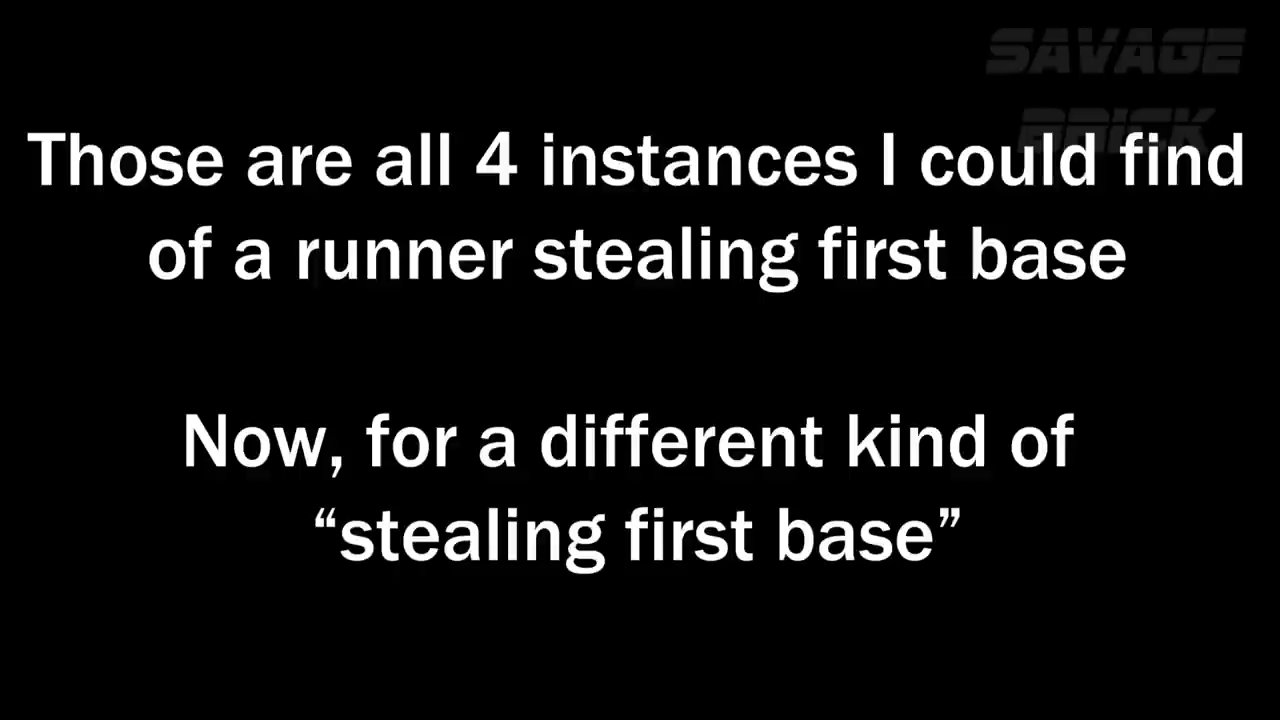 SAVAGE
BRICK
Those are all 4 instances I could find
of a runner stealing first base
Now, for a different kind of
“stealing first base”